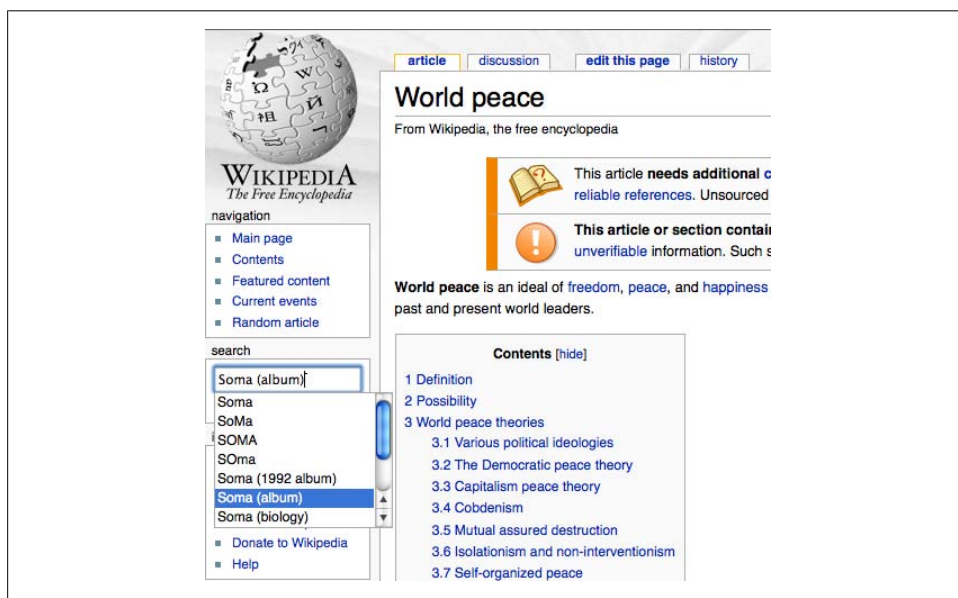 WIKIPEDIA
The Free Encyclopedia
navigation
Main page
Contents
Featured content
Current events
Random article
search
Soma (album)
Soma
SoMa
SOMA
SOma
Soma (1992 album)
Soma (album)
Soma (biology)
Donate to Wikipedia
Help
article discussion edit this page history
World peace
From Wikipedia, the free encyclopedia
This article needs additional
reliable references. Unsourced
This article or section
unverifiable information. Such
World peace is an ideal of freedom, peace, and happiness
past and present world leaders.
Contents [hide]
1 Definition
2 Possibility
3 World peace theories
3.1 Various political ideologies
3.2 The Democratic peace theory
3.3 Capitalism peace theory
3.4 Cobdenism
3.5 Mutual assured destruction
3.6 Isolationism and non-interventionism
3.7 Self-organized peace